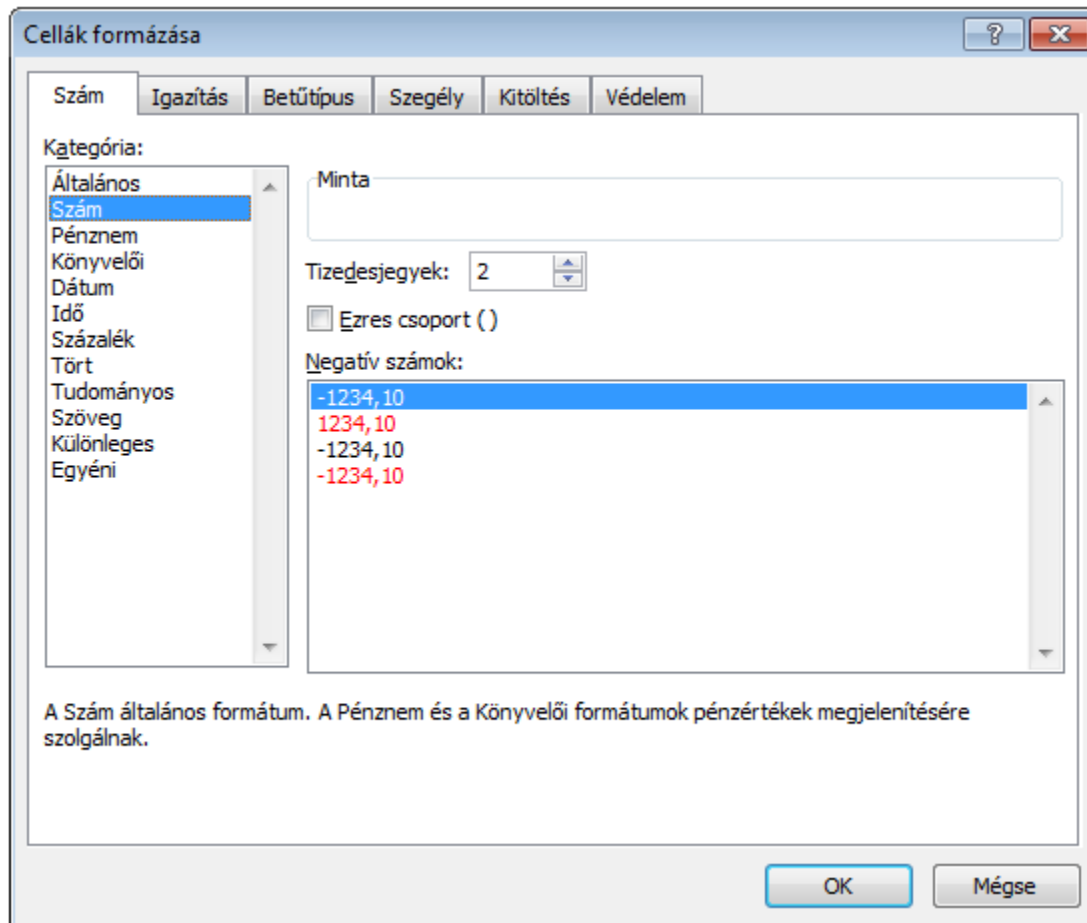 Cellák formázása
Szám Igazítás Betűtípus Szegély Kitöltés Védelem
Kategória:
Általános
Szám
Pénznem
Könyvelői
Dátum
Idő
Százalék
Tört
Tudományos
Szöveg
Különleges
Egyéni
Minta
Tizedesjegyek: 2
Ezres csoport ( )
Negatív számok:
-1234,10
1234,10
-1234,10
-1234,10
A Szám általános formátum. A Pénznem és a Könyvelői formátumok pénzértékek megjelenítésére
szolgálnak.
OK Mégse